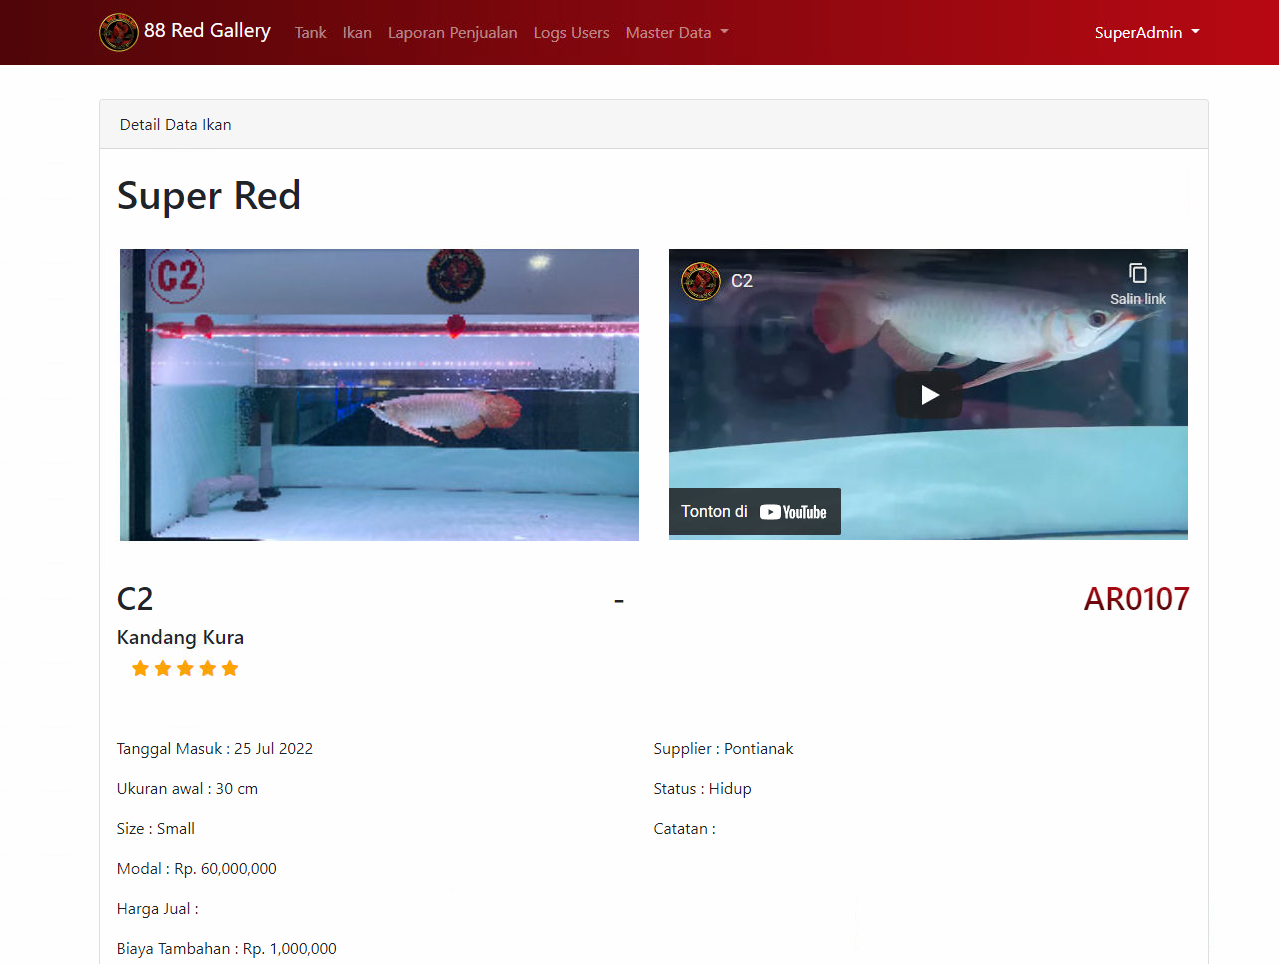 88 Red Gallery Tank Ikan Laporan Penjualan Logs Users Master Data SuperAdmin
Detail Data Ikan
Super Red
C2
C2
Salin link
Tonton di YouTube
C2 - AR0107
Kandang Kura
Tanggal Masuk : 25 Jul 2022
Supplier : Pontianak
Ukuran awal : 30 cm
Status : Hidup
Size : Small
Catatan :
Modal : Rp. 60,000,000
Harga Jual :
Biaya Tambahan : Rp. 1,000,000